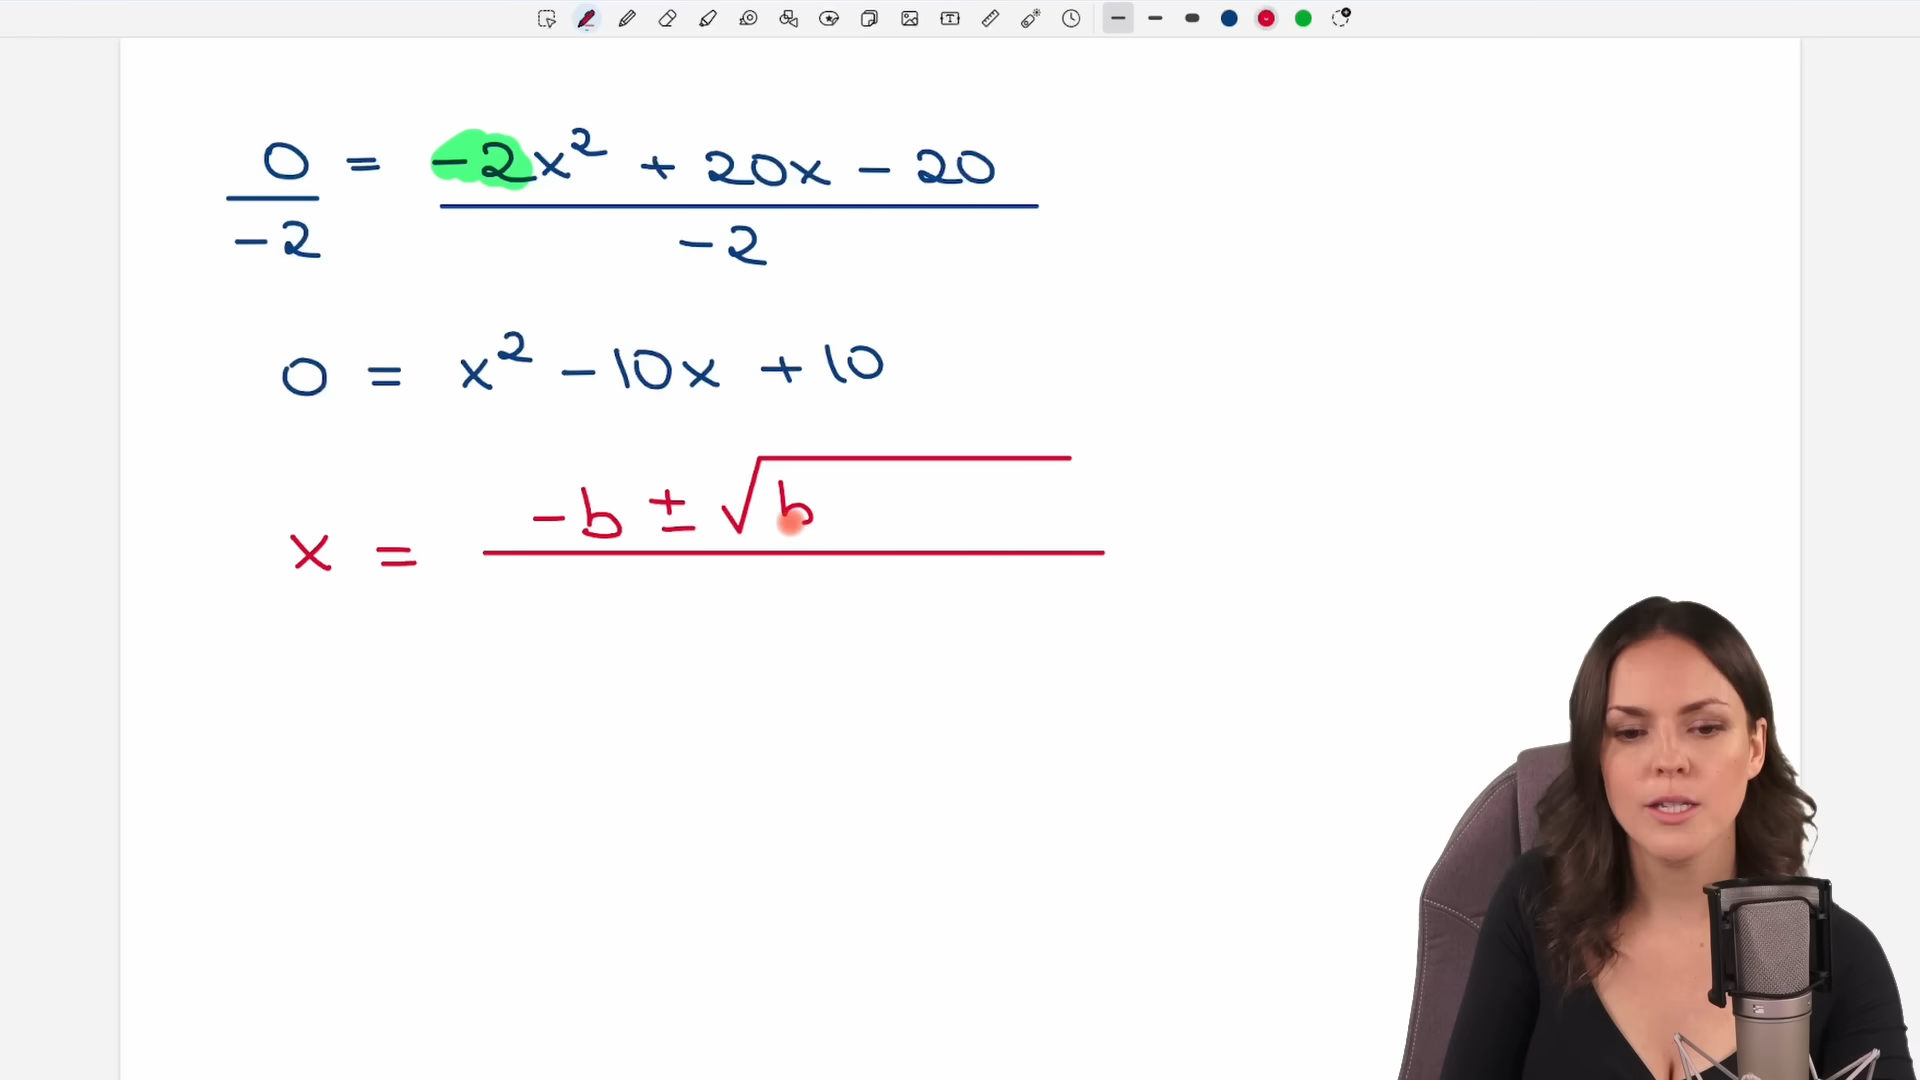 0 = -2x² + 20x - 20
-2 -2
0 = x² - 10x + 10
x = -b ± √b